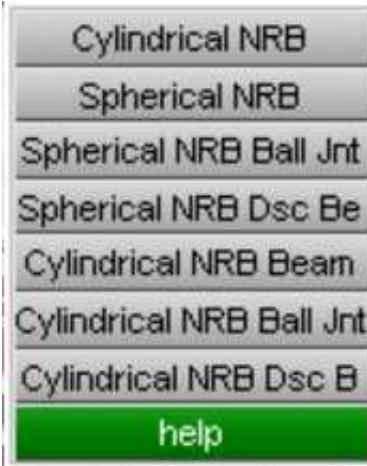 Cylindrical NRB
Spherical NRB
Spherical NRB Ball Jnt
Spherical NRB Dsc Be
Cylindrical NRB Beam
Cylindrical NRB Ball Jnt
Cylindrical NRB Dsc B
help